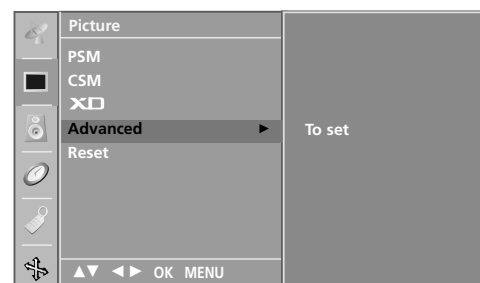 Picture
PSM
CSM
XD
Advanced ►
To set
Reset
▲▼ ◄► OK MENU